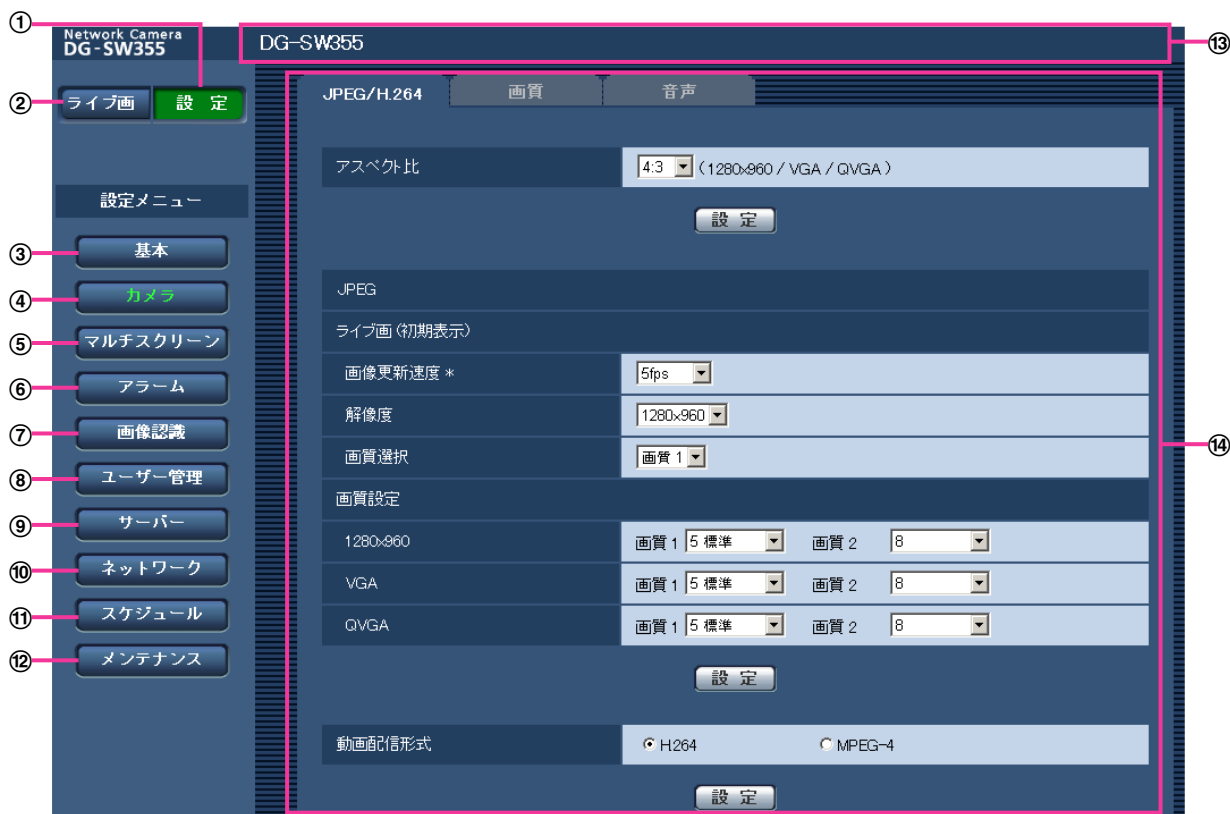 ①
Network Camera
DG-SW355
DG-SW355
⑬
② ライブ画 設 定
JPEG/H.264 画質 音声
アスペクト比 4:3 (1280x960 / VGA / QVGA)
設 定
設定メニュー
③ 基本
④ カメラ
⑤ マルチスクリーン
⑥ アラーム
⑦ 画像認識
⑧ ユーザー管理
⑨ サーバー
⑩ ネットワーク
⑪ スケジュール
⑫ メンテナンス
JPEG
ライブ画(初期表示)
画像更新速度 * 5fps
解像度 1280x960
画質選択 画質 1
⑭
画質設定
1280x960 画質 1 5 標準 画質 2 8
VGA 画質 1 5 標準 画質 2 8
QVGA 画質 1 5 標準 画質 2 8
設 定
動画配信形式 H.264 MPEG-4
設 定